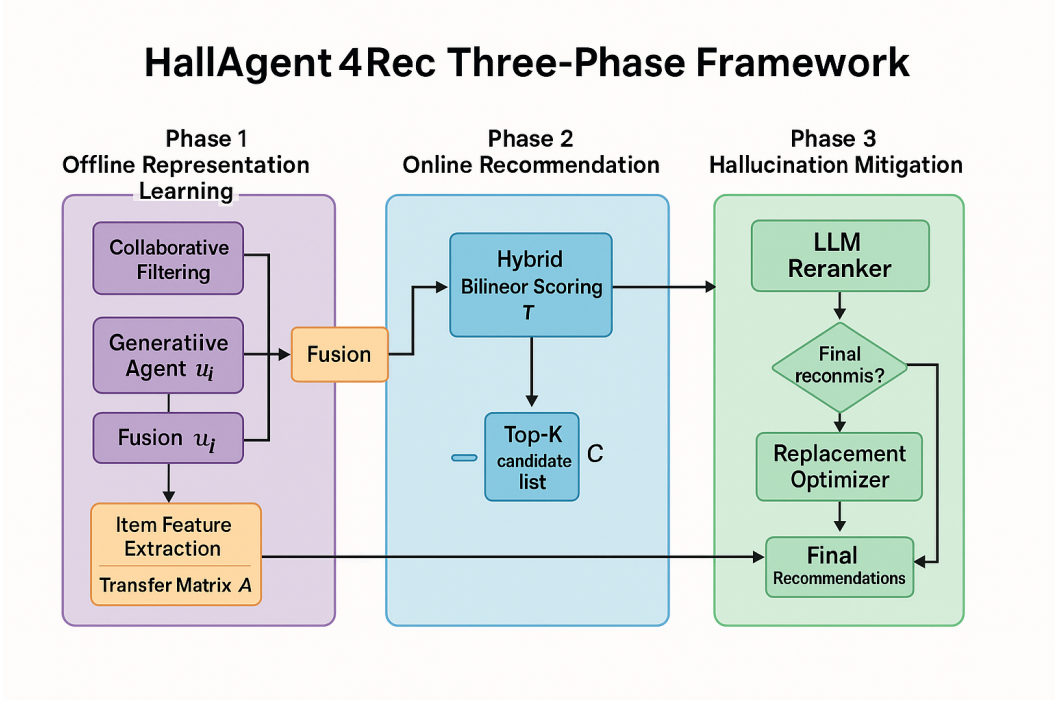 HallAgent 4Rec Three-Phase Framework
Phase 1
Offline Representation
Learning
Collaborative
Filtering
Generatiive
Agent u_i
Fusion u_i
Item Feature
Extraction
Transfer Matrix A
Fusion
Phase 2
Online Recommendation
Hybrid
Bilineor Scoring
T
Top-K
candidate
list
C
Phase 3
Hallucination Mitigation
LLM
Reranker
Final
reconmis?
Replacement
Optimizer
Final
Recommendations